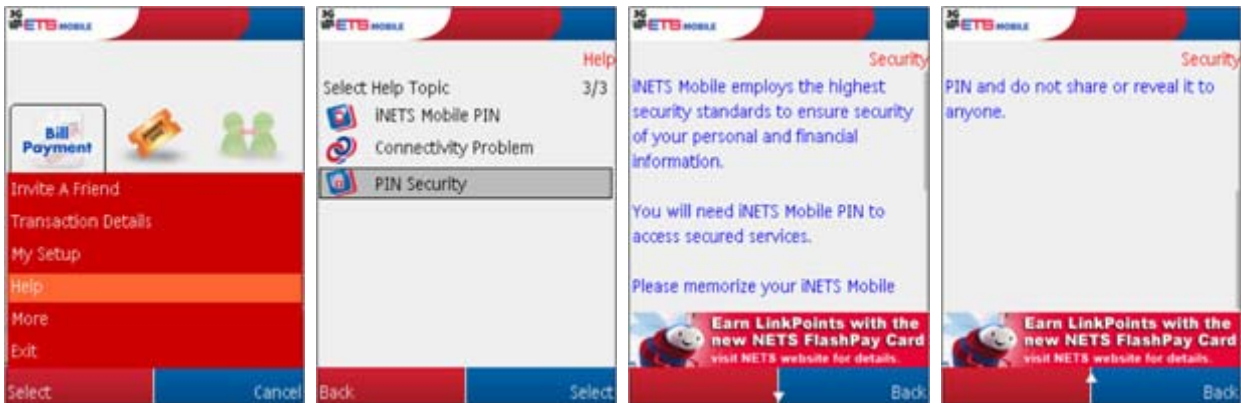 3G
ETS MOBILE
Bill
Payment
Invite A Friend
Transaction Details
My Setup
Help
More
Exit
Select Cancel
3G
ETS MOBILE
Help
Select Help Topic 3/3
iNETS Mobile PIN
Connectivity Problem
PIN Security
Back Select
3G
ETS MOBILE
Security
iNETS Mobile employs the highest
security standards to ensure security
of your personal and financial
information.
You will need iNETS Mobile PIN to
access secured services.
Please memorize your iNETS Mobile
Earn LinkPoints with the
new NETS FlashPay Card
visit NETS website for details.
Back
3G
ETS MOBILE
Security
PIN and do not share or reveal it to
anyone.
Earn LinkPoints with the
new NETS FlashPay Card
visit NETS website for details.
Back